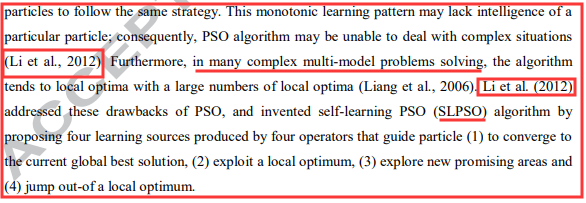 particles to follow the same strategy. This monotonic learning pattern may lack intelligence of a
particular particle; consequently, PSO algorithm may be unable to deal with complex situations
(Li et al., 2012) Furthermore, in many complex multi-model problems solving, the algorithm
tends to local optima with a large numbers of local optima (Liang et al., 2006). Li et al. (2012)
addressed these drawbacks of PSO, and invented self-learning PSO (SLPSO) algorithm by
proposing four learning sources produced by four operators that guide particle (1) to converge to
the current global best solution, (2) exploit a local optimum, (3) explore new promising areas and
(4) jump out-of a local optimum.